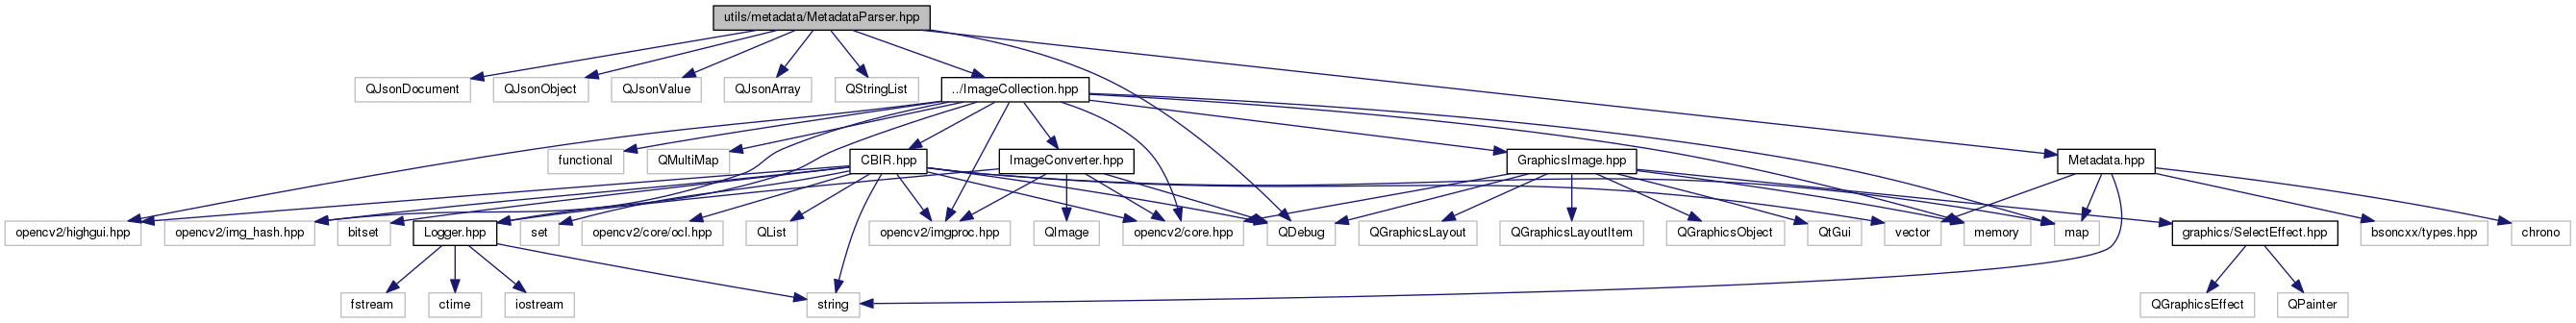 utils/metadata/MetadataParser.hpp
QJsonDocument
QJsonObject
QJsonValue
QJsonArray
QStringList
../ImageCollection.hpp
functional
QMultiMap
CBIR.hpp
ImageConverter.hpp
GraphicsImage.hpp
Metadata.hpp
opencv2/highgui.hpp
opencv2/img_hash.hpp
bitset
Logger.hpp
set
opencv2/core/ocl.hpp
QList
opencv2/imgproc.hpp
QImage
opencv2/core.hpp
QDebug
QGraphicsLayout
QGraphicsLayoutItem
QGraphicsObject
QtGui
vector
memory
map
graphics/SelectEffect.hpp
bsoncxx/types.hpp
chrono
fstream
ctime
iostream
string
QGraphicsEffect
QPainter